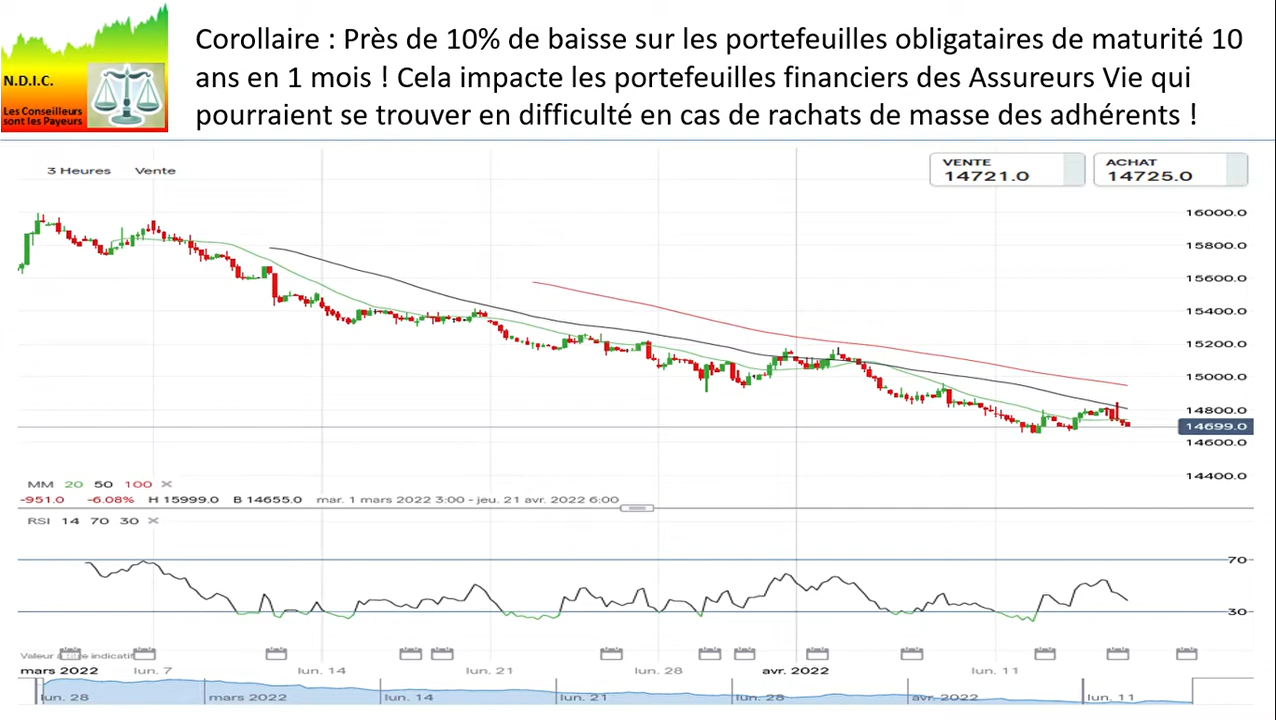 N.D.I.C.
Les Conseilleurs
sont les Payeurs
Corollaire : Près de 10% de baisse sur les portefeuilles obligataires de maturité 10
ans en 1 mois ! Cela impacte les portefeuilles financiers des Assureurs Vie qui
pourraient se trouver en difficulté en cas de rachats de masse des adhérents !
3 Heures Vente
VENTE
14721.0
ACHAT
14725.0
16000.0
15800.0
15600.0
15400.0
15200.0
15000.0
14800.0
14699.0
14600.0
14400.0
MM 20 50 100 ×
-951.0 -6.08% H 15999.0 B 14655.0 mar. 1 mars 2022 3:00 - jeu. 21 avr. 2022 6:00
RSI 14 70 30 ×
70
30
Valeur à titre indicatif
mars 2022 lun. 7 lun. 14 lun. 21 lun. 28 avr. 2022 lun. 11
lun. 28 mars 2022 lun. 14 lun. 21 lun. 28 avr. 2022 lun. 11